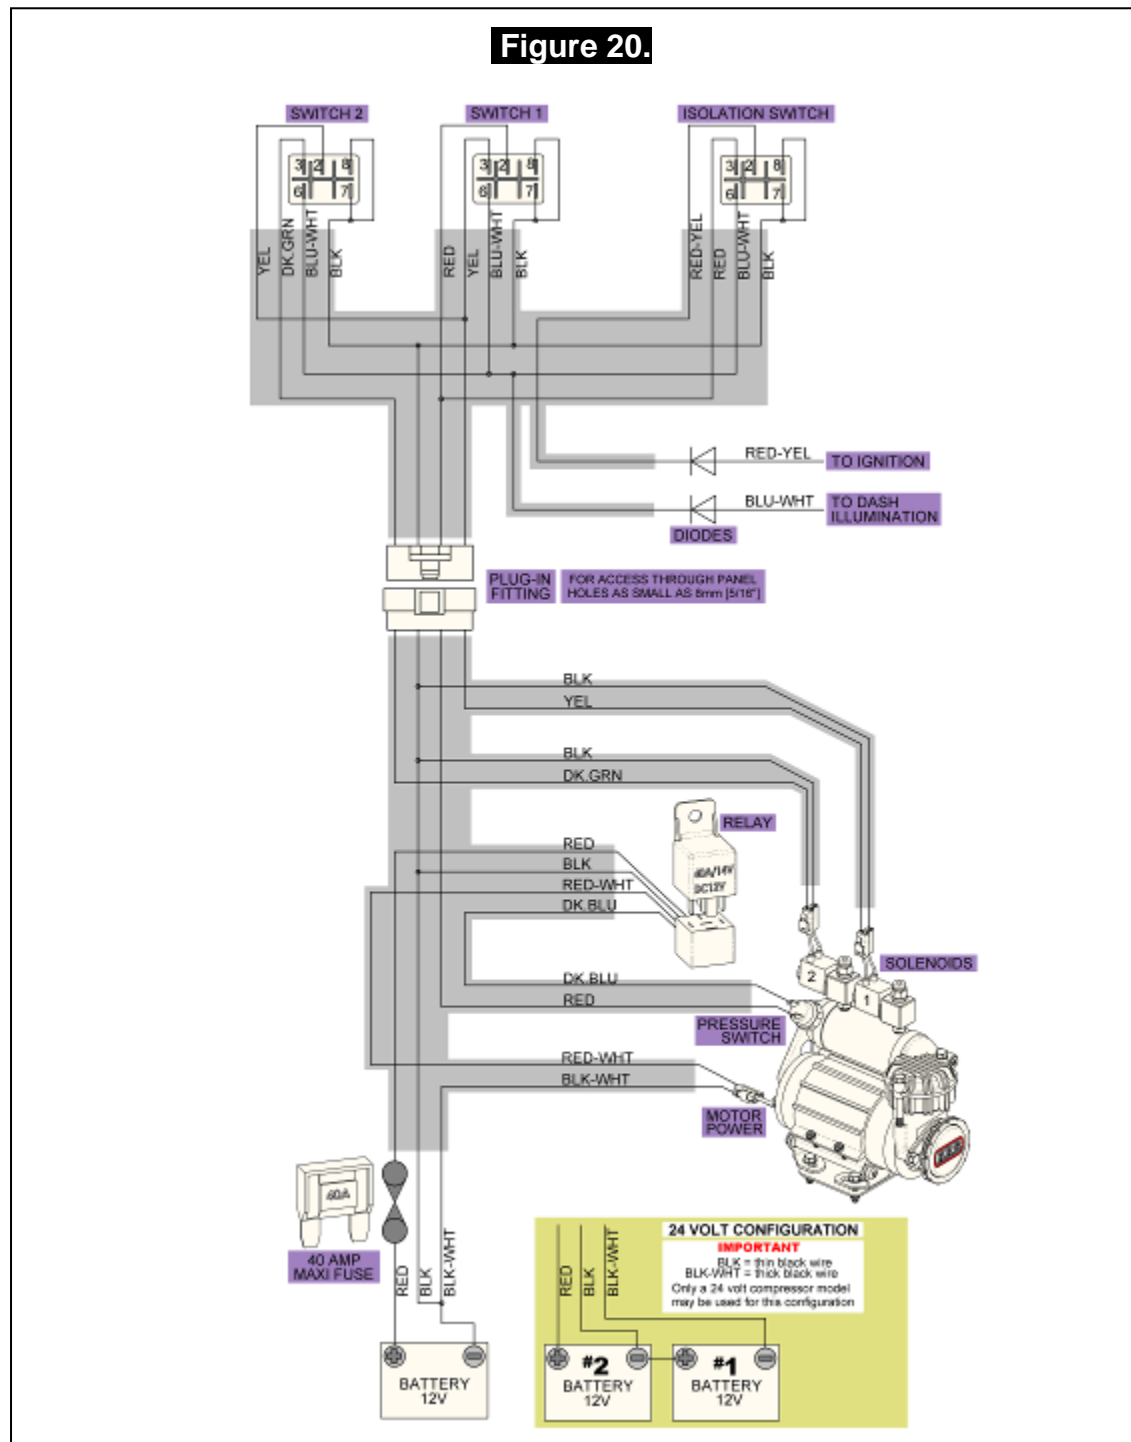 Figure 20.
SWITCH 2
SWITCH 1
ISOLATION SWITCH
3 2 8
6 7
3 2 8
6 7
3 2 8
6 7
YEL
DK.GRN
BLU-WHT
BLK
RED
YEL
BLU-WHT
BLK
RED-YEL
RED
BLU-WHT
BLK
RED-YEL
TO IGNITION
BLU-WHT
TO DASH
ILLUMINATION
DIODES
PLUG-IN
FITTING
FOR ACCESS THROUGH PANEL
HOLES AS SMALL AS 8mm [5/16"]
BLK
YEL
BLK
DK.GRN
RELAY
40A/14V
DC12V
RED
BLK
RED-WHT
DK.BLU
SOLENOIDS
2
1
DK.BLU
RED
PRESSURE
SWITCH
RED-WHT
BLK-WHT
MOTOR
POWER
ARB
40A
40 AMP
MAXI FUSE
RED
BLK
BLK-WHT
BATTERY
12V
24 VOLT CONFIGURATION
IMPORTANT
BLK = thin black wire
BLK-WHT = thick black wire
Only a 24 volt compressor model
may be used for this configuration
RED
BLK
BLK-WHT
#2
BATTERY
12V
#1
BATTERY
12V